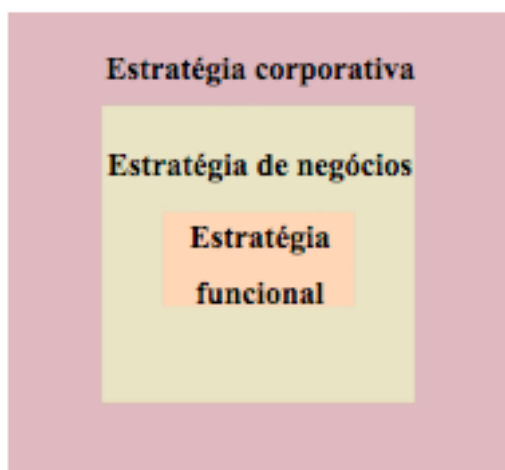 Estratégia corporativa
Estratégia de negócios
Estratégia
funcional